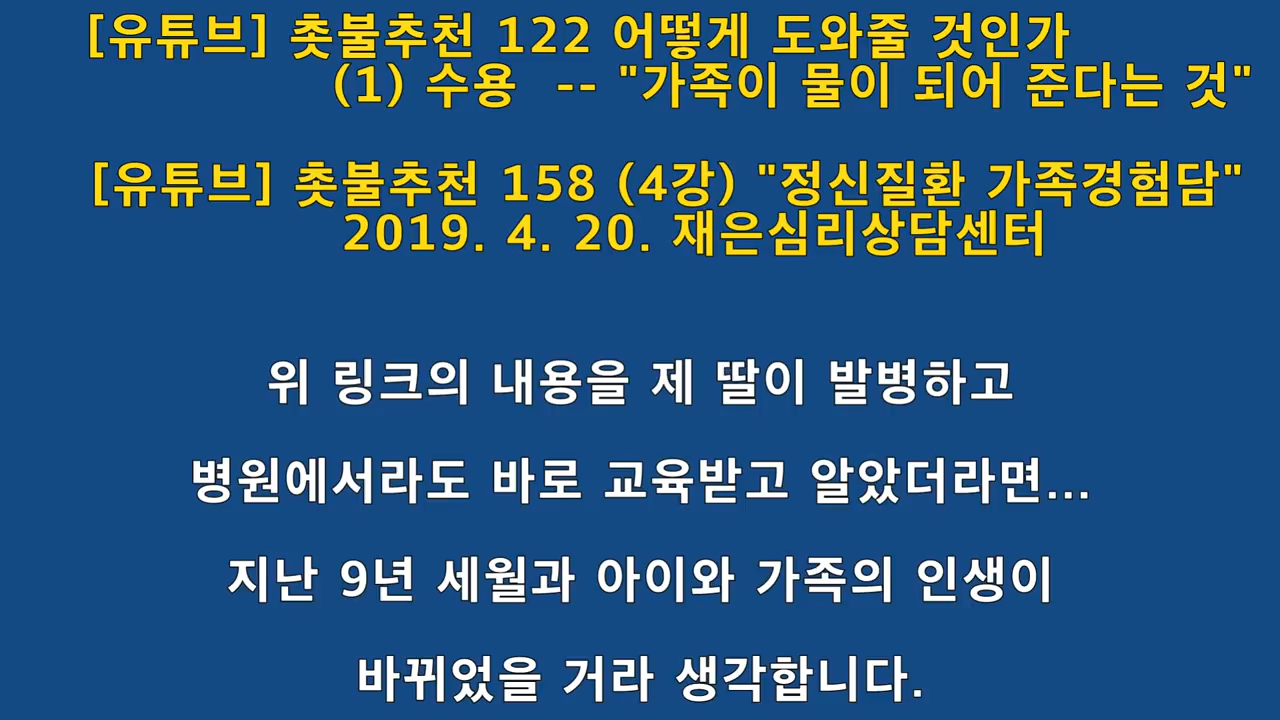 [유튜브] 촛불추천 122 어떻게 도와줄 것인가
(1) 수용 -- "가족이 물이 되어 준다는 것"
[유튜브] 촛불추천 158 (4강) "정신질환 가족경험담"
2019. 4. 20. 재은심리상담센터
위 링크의 내용을 제 딸이 발병하고
병원에서라도 바로 교육받고 알았더라면...
지난 9년 세월과 아이와 가족의 인생이
바뀌었을 거라 생각합니다.